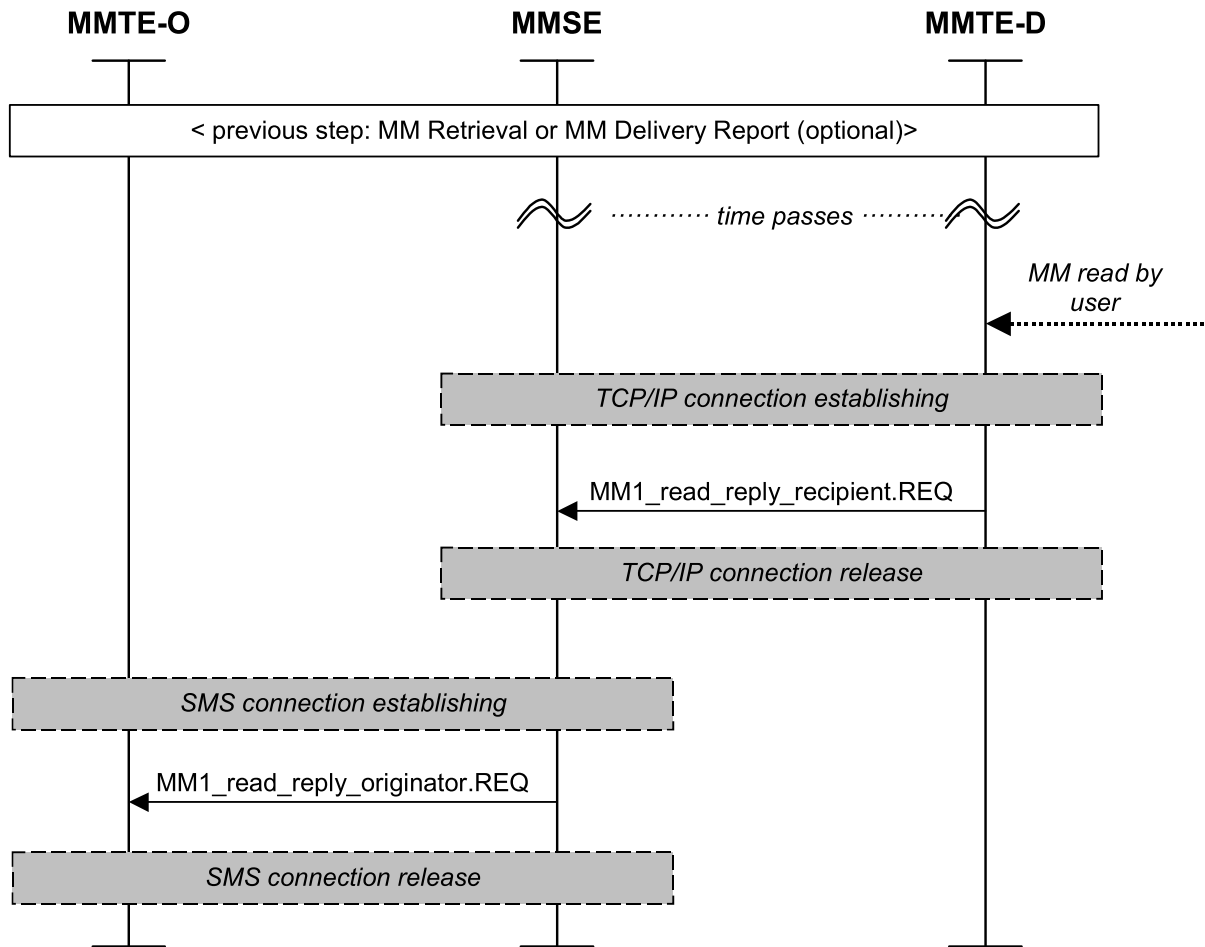 MMTE-O MMSE MMTE-D
< previous step: MM Retrieval or MM Delivery Report (optional)>
time passes
MM read by
user
TCP/IP connection establishing
MM1_read_reply_recipient.REQ
TCP/IP connection release
SMS connection establishing
MM1_read_reply_originator.REQ
SMS connection release